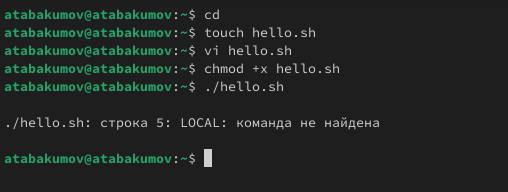 atabakumov@atabakumov:~$ cd
atabakumov@atabakumov:~$ touch hello.sh
atabakumov@atabakumov:~$ vi hello.sh
atabakumov@atabakumov:~$ chmod +x hello.sh
atabakumov@atabakumov:~$ ./hello.sh
./hello.sh: строка 5: LOCAL: команда не найдена
atabakumov@atabakumov:~$